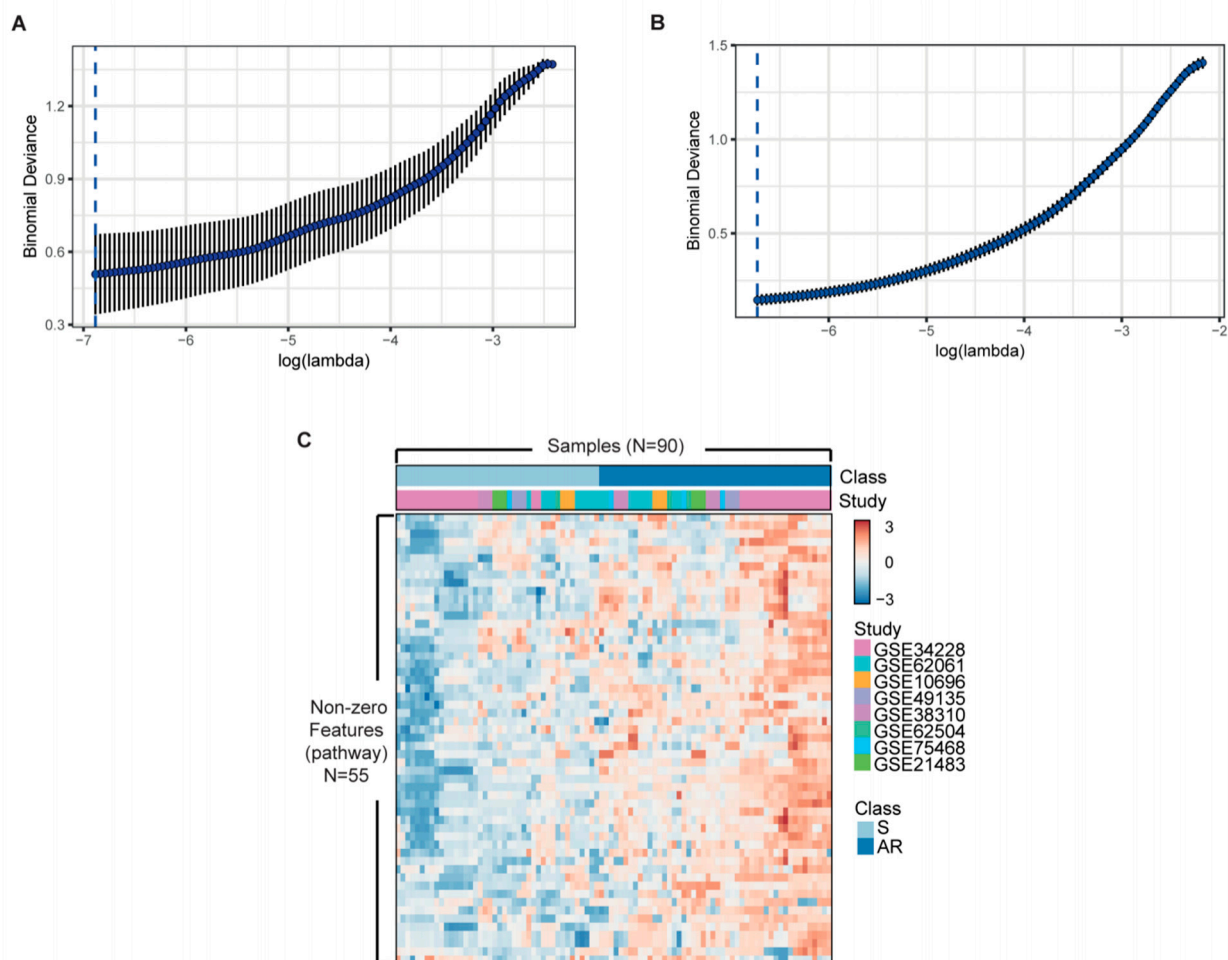 A
B
Binomial Deviance
1.2
0.9
0.6
0.3
−7
−6
−5
−4
−3
log(lambda)
Binomial Deviance
1.5
1.0
0.5
−6
−5
−4
−3
−2
log(lambda)
C
Samples (N=90)
Class
Study
3
0
−3
Non-zero
Features
(pathway)
N=55
Study
GSE34228
GSE62061
GSE10696
GSE49135
GSE38310
GSE62504
GSE75468
GSE21483
Class
S
AR